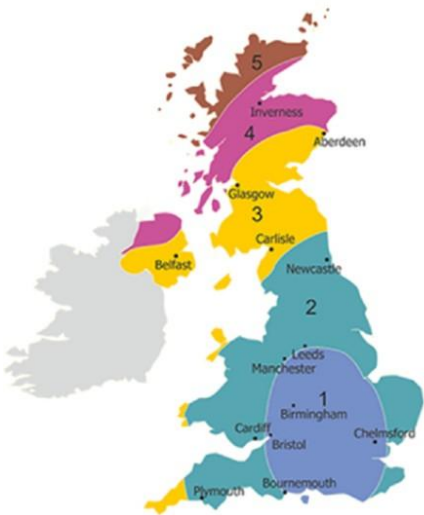 5
Inverness
4
Aberdeen
Glasgow
3
Carlisle
Belfast
Newcastle
2
Leeds
Manchester
1
Birmingham
Cardiff
Chelmsford
Bristol
Bournemouth
Plymouth